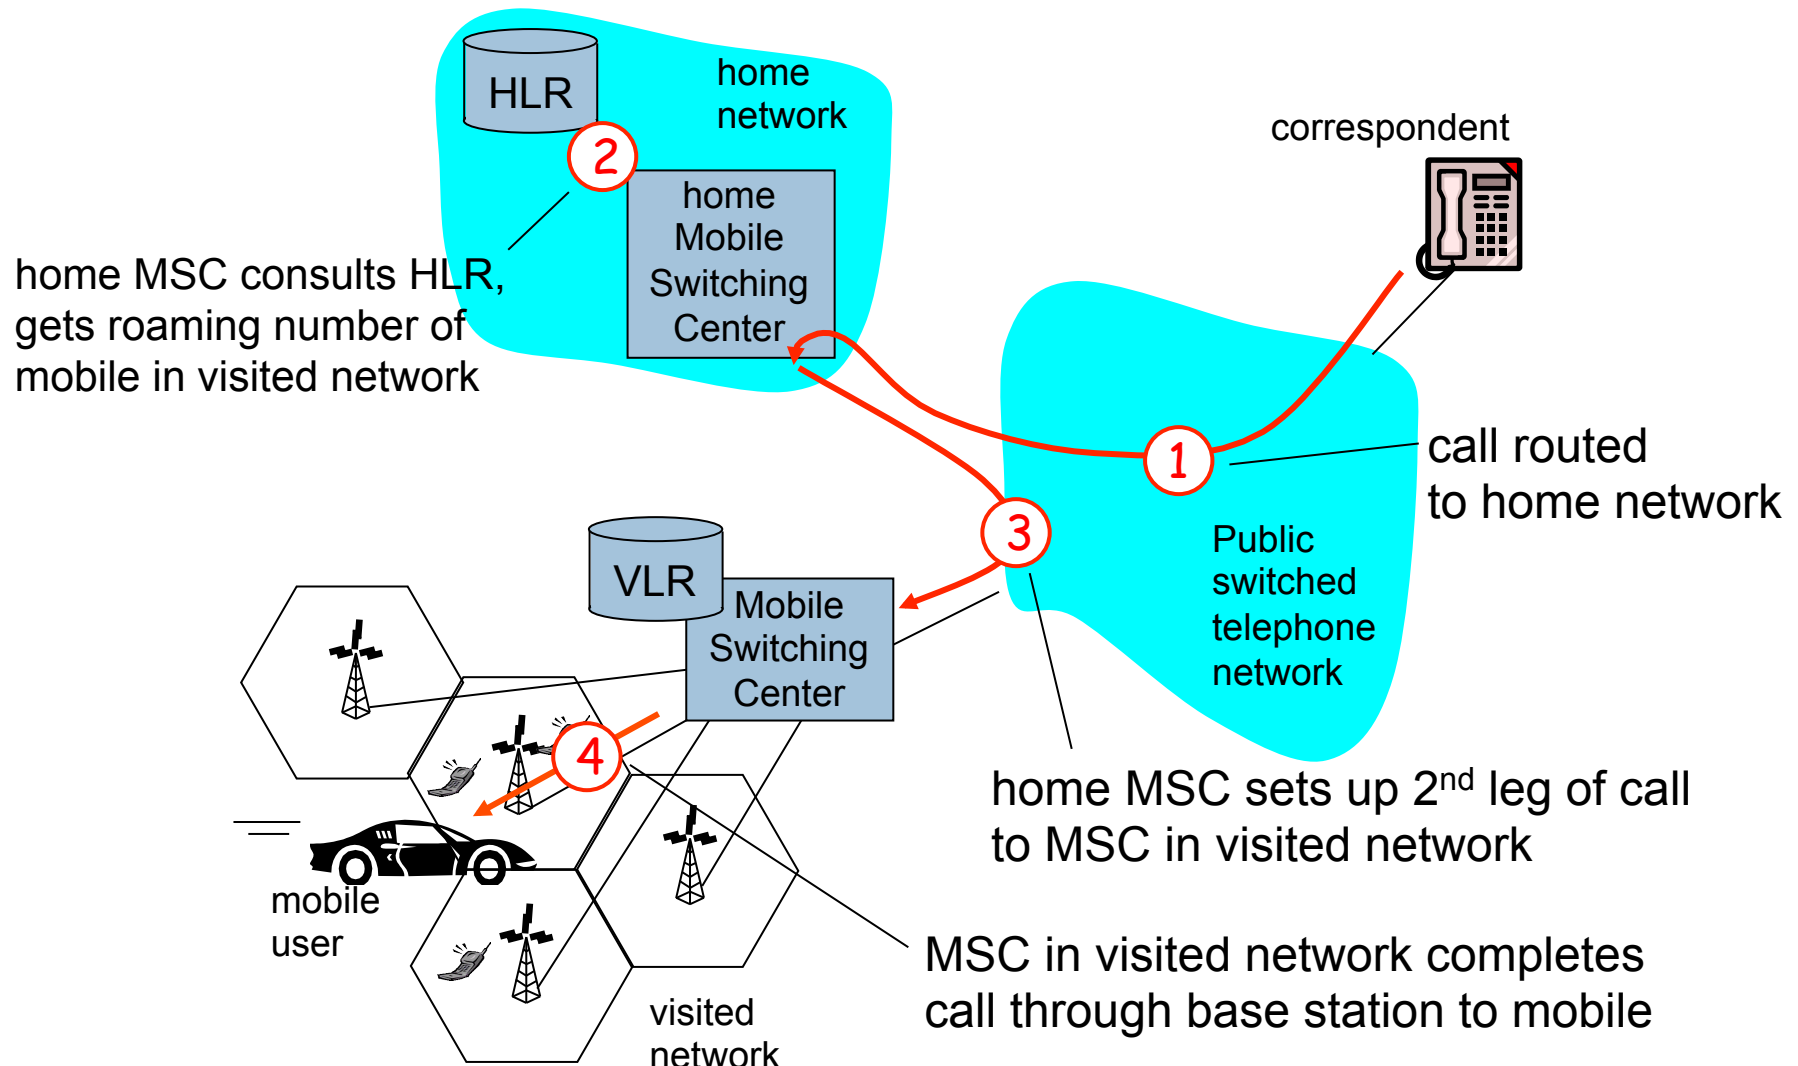 HLR
home
network
2
home
Mobile
Switching
Center
correspondent
home MSC consults HLR,
gets roaming number of
mobile in visited network
1
call routed
to home network
3
Public
switched
telephone
network
VLR
Mobile
Switching
Center
4
home MSC sets up 2nd leg of call
to MSC in visited network
mobile
user
MSC in visited network completes
call through base station to mobile
visited
network